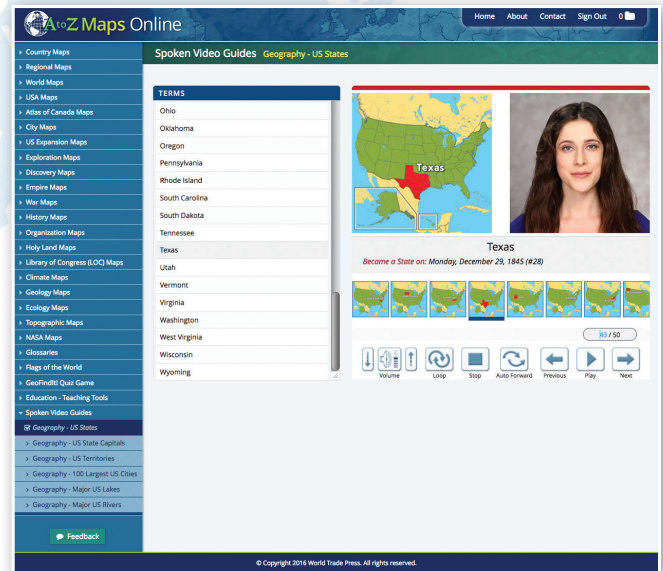 AtoZ Maps Online
Home About Contact Sign Out 0
Country Maps
Regional Maps
World Maps
USA Maps
Atlas of Canada Maps
City Maps
US Expansion Maps
Exploration Maps
Discovery Maps
Empire Maps
War Maps
History Maps
Organization Maps
Holy Land Maps
Library of Congress (LOC) Maps
Climate Maps
Geology Maps
Ecology Maps
Topographic Maps
NASA Maps
Glossaries
Flags of the World
GeoFindIt! Quiz Game
Education - Teaching Tools
Spoken Video Guides
Geography - US States
Geography - US State Capitals
Geography - US Territories
Geography - 100 Largest US Cities
Geography - Major US Lakes
Geography - Major US Rivers
Feedback
Spoken Video Guides Geography - US States
TERMS
Ohio
Oklahoma
Oregon
Pennsylvania
Rhode Island
South Carolina
South Dakota
Tennessee
Texas
Utah
Vermont
Virginia
Washington
West Virginia
Wisconsin
Wyoming
Texas
Texas
Became a State on: Monday, December 29, 1845 (#28)
43 / 50
Volume Loop Stop Auto Forward Previous Play Next
© Copyright 2016 World Trade Press. All rights reserved.